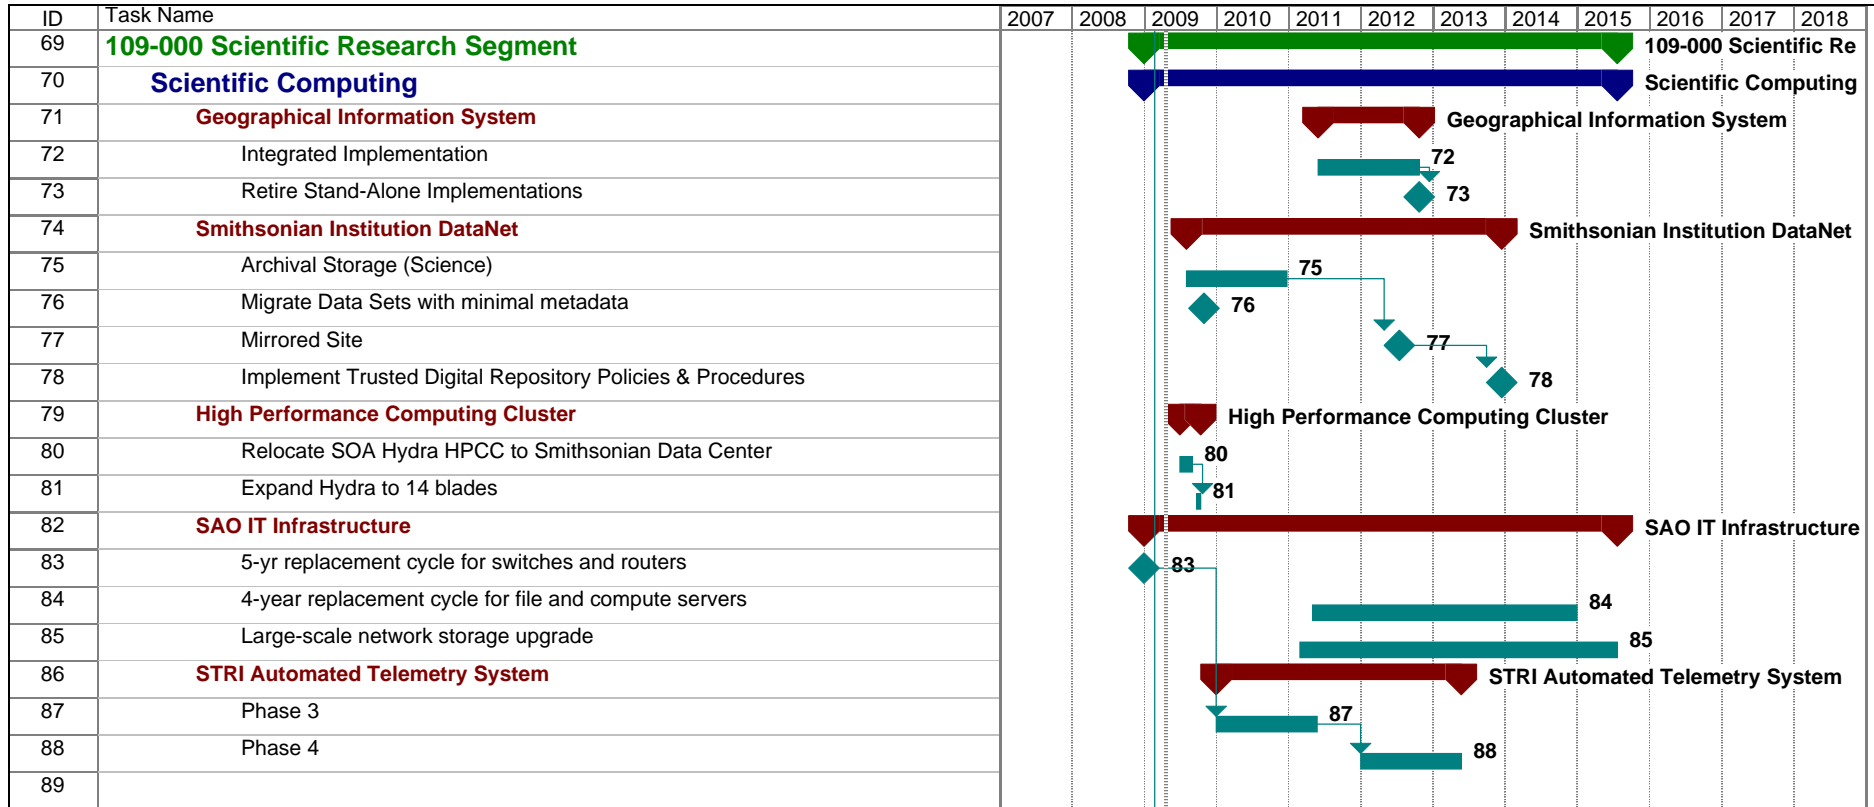 ID Task Name 2007 2008 2009 2010 2011 2012 2013 2014 2015 2016 2017 2018
69 109-000 Scientific Research Segment 109-000 Scientific Re
70 Scientific Computing Scientific Computing
71 Geographical Information System Geographical Information System
72 Integrated Implementation 72
73 Retire Stand-Alone Implementations 73
74 Smithsonian Institution DataNet Smithsonian Institution DataNet
75 Archival Storage (Science) 75
76 Migrate Data Sets with minimal metadata 76
77 Mirrored Site 77
78 Implement Trusted Digital Repository Policies & Procedures 78
79 High Performance Computing Cluster High Performance Computing Cluster
80 Relocate SOA Hydra HPCC to Smithsonian Data Center 80
81 Expand Hydra to 14 blades 81
82 SAO IT Infrastructure SAO IT Infrastructure
83 5-yr replacement cycle for switches and routers 83
84 4-year replacement cycle for file and compute servers 84
85 Large-scale network storage upgrade 85
86 STRI Automated Telemetry System STRI Automated Telemetry System
87 Phase 3 87
88 Phase 4 88
89